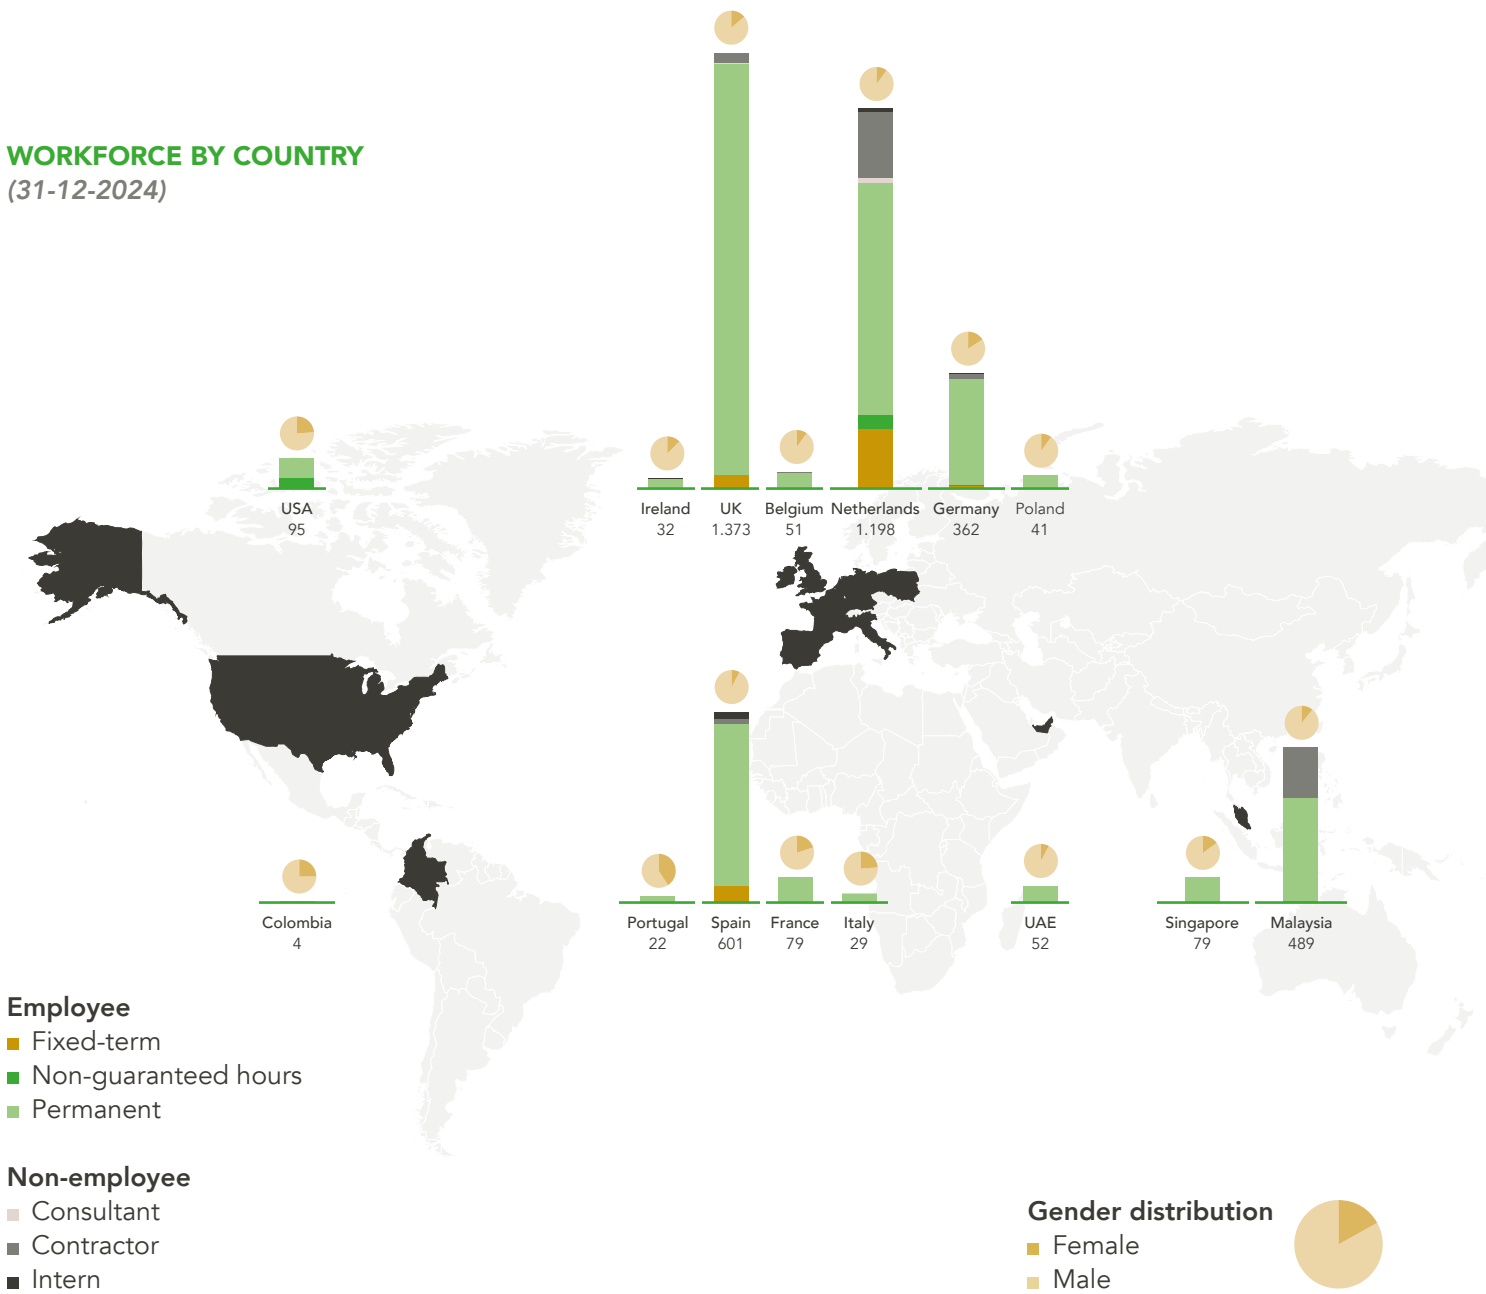 WORKFORCE BY COUNTRY
(31-12-2024)
USA
95
Ireland
32
UK
1.373
Belgium
51
Netherlands
1.198
Germany
362
Poland
41
Colombia
4
Portugal
22
Spain
601
France
79
Italy
29
UAE
52
Singapore
79
Malaysia
489
Employee
Fixed-term
Non-guaranteed hours
Permanent
Non-employee
Consultant
Contractor
Intern
Gender distribution
Female
Male